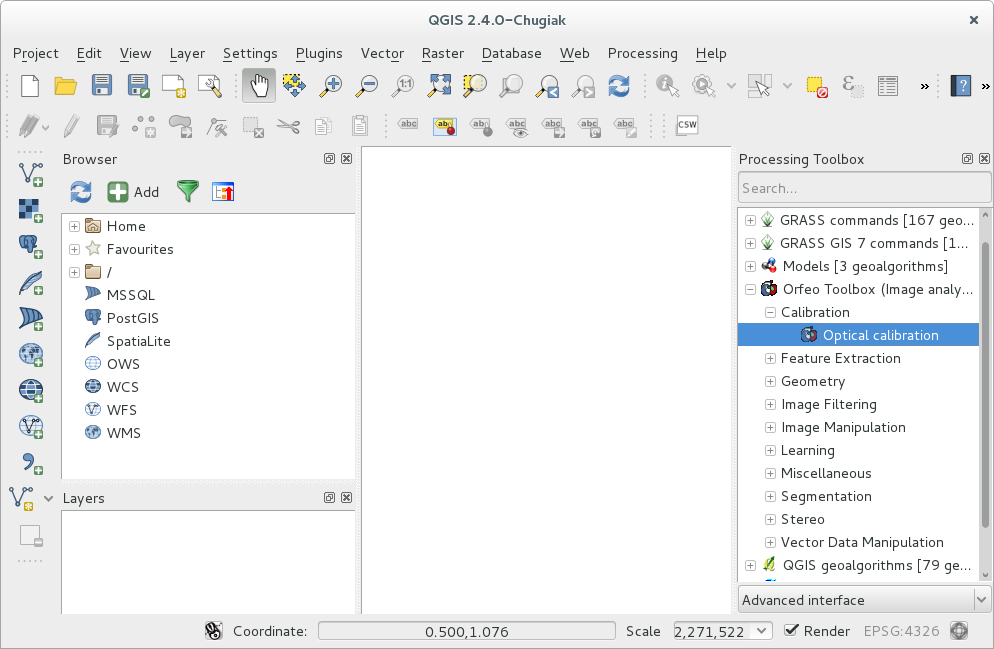 QGIS 2.4.0-Chugiak
Project Edit View Layer Settings Plugins Vector Raster Database Web Processing Help
1:1
abc ab abc abc abc abc abc CSW
Browser
Add
Home
Favourites
/
MSSQL
PostGIS
SpatiaLite
OWS
WCS
WFS
WMS
Layers
Processing Toolbox
Search...
GRASS commands [167 geo...
GRASS GIS 7 commands [1...
Models [3 geoalgorithms]
Orfeo Toolbox (Image analy...
Calibration
Optical calibration
Feature Extraction
Geometry
Image Filtering
Image Manipulation
Learning
Miscellaneous
Segmentation
Stereo
Vector Data Manipulation
QGIS geoalgorithms [79 ge...
Advanced interface
Coordinate: 0.500,1.076 Scale 2,271,522 Render EPSG:4326